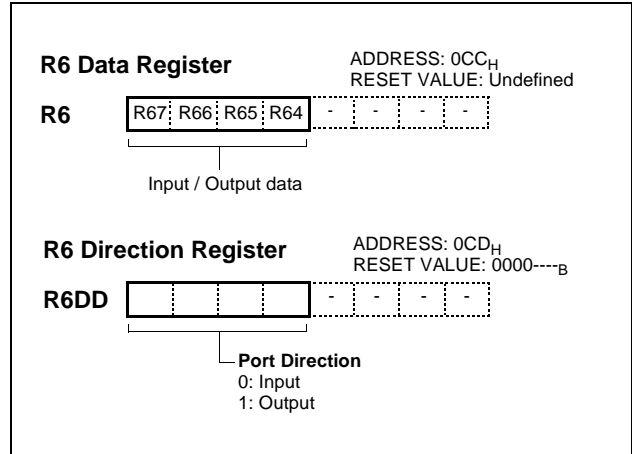 R6 Data Register
ADDRESS: 0CCH
RESET VALUE: Undefined
R6 R67 R66 R65 R64 - - - -
Input / Output data
R6 Direction Register
ADDRESS: 0CDH
RESET VALUE: 0000----B
R6DD - - - -
Port Direction
0: Input
1: Output